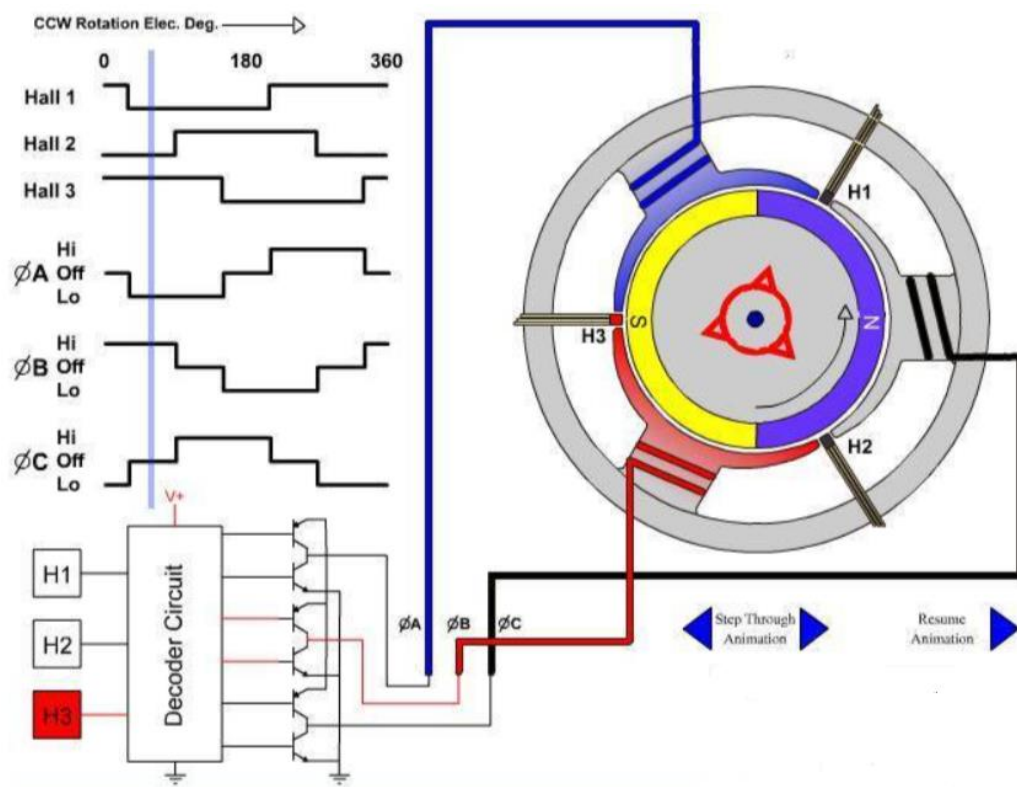 CCW Rotation Elec. Deg.
0 180 360
Hall 1
Hall 2
Hall 3
Hi
ØA Off
Lo
Hi
ØB Off
Lo
Hi
ØC Off
Lo
V+
H1
H2
H3
Decoder Circuit
ØA ØB ØC
H1
H3
H2
S
N
Step Through
Animation
Resume
Animation